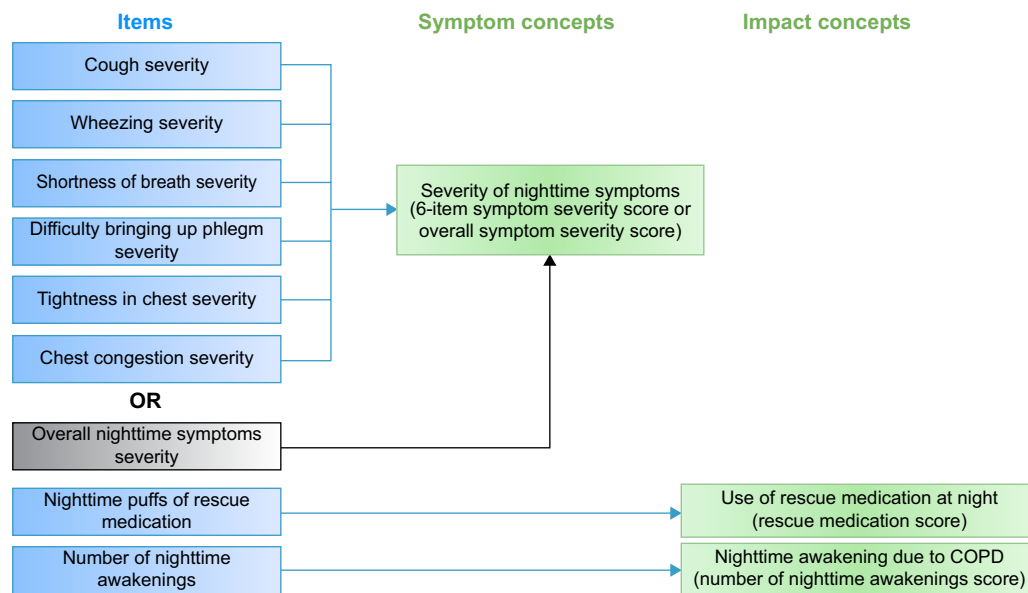 Items
Symptom concepts
Impact concepts
Cough severity
Wheezing severity
Shortness of breath severity
Difficulty bringing up phlegm
severity
Tightness in chest severity
Chest congestion severity
Severity of nighttime symptoms
(6-item symptom severity score or
overall symptom severity score)
OR
Overall nighttime symptoms
severity
Nighttime puffs of rescue
medication
Use of rescue medication at night
(rescue medication score)
Number of nighttime
awakenings
Nighttime awakening due to COPD
(number of nighttime awakenings score)